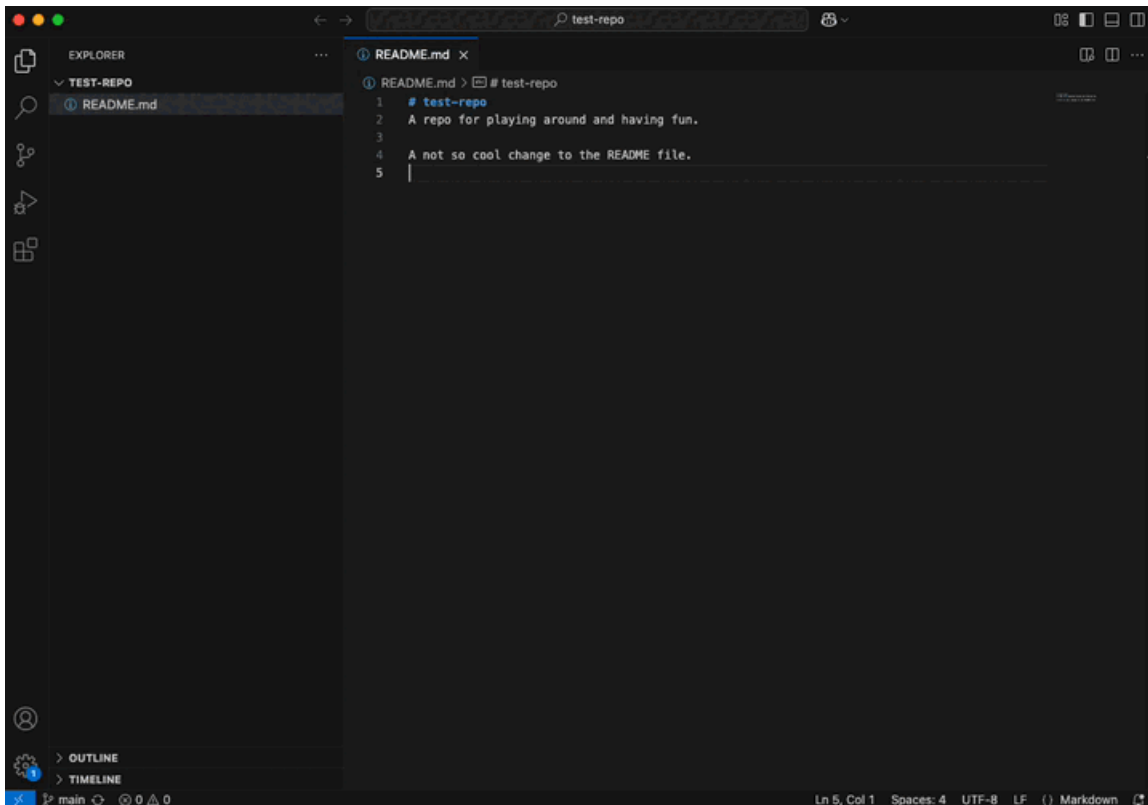 test-repo
EXPLORER
TEST-REPO
README.md
README.md
README.md > # test-repo
1 # test-repo
2 A repo for playing around and having fun.
3
4 A not so cool change to the README file.
5
OUTLINE
TIMELINE
1
main 0 0 Ln 5, Col 1 Spaces: 4 UTF-8 LF Markdown